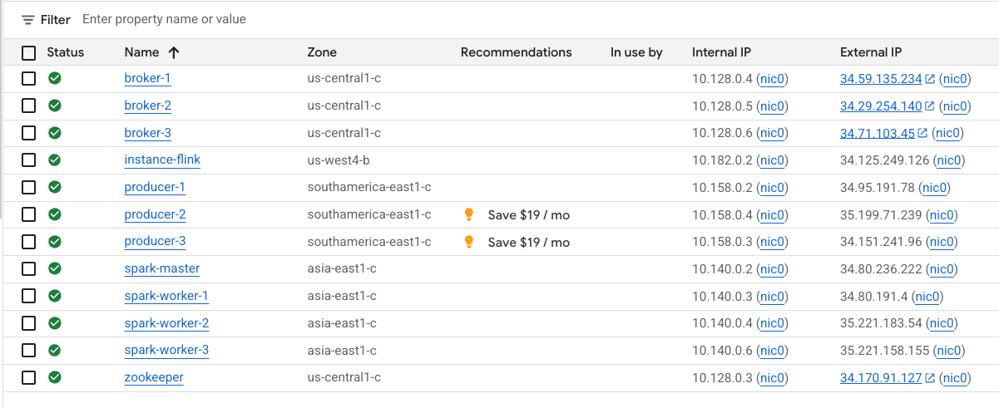 Filter Enter property name or value
Status Name Zone Recommendations In use by Internal IP External IP
broker-1 us-central1-c 10.128.0.4 (nic0) 34.59.135.234 (nic0)
broker-2 us-central1-c 10.128.0.5 (nic0) 34.29.254.140 (nic0)
broker-3 us-central1-c 10.128.0.6 (nic0) 34.71.103.45 (nic0)
instance-flink us-west4-b 10.182.0.2 (nic0) 34.125.249.126 (nic0)
producer-1 southamerica-east1-c 10.158.0.2 (nic0) 34.95.191.78 (nic0)
producer-2 southamerica-east1-c Save $19 / mo 10.158.0.4 (nic0) 35.199.71.239 (nic0)
producer-3 southamerica-east1-c Save $19 / mo 10.158.0.3 (nic0) 34.151.241.96 (nic0)
spark-master asia-east1-c 10.140.0.2 (nic0) 34.80.236.222 (nic0)
spark-worker-1 asia-east1-c 10.140.0.3 (nic0) 34.80.191.4 (nic0)
spark-worker-2 asia-east1-c 10.140.0.4 (nic0) 35.221.183.54 (nic0)
spark-worker-3 asia-east1-c 10.140.0.6 (nic0) 35.221.158.155 (nic0)
zookeeper us-central1-c 10.128.0.3 (nic0) 34.170.91.127 (nic0)